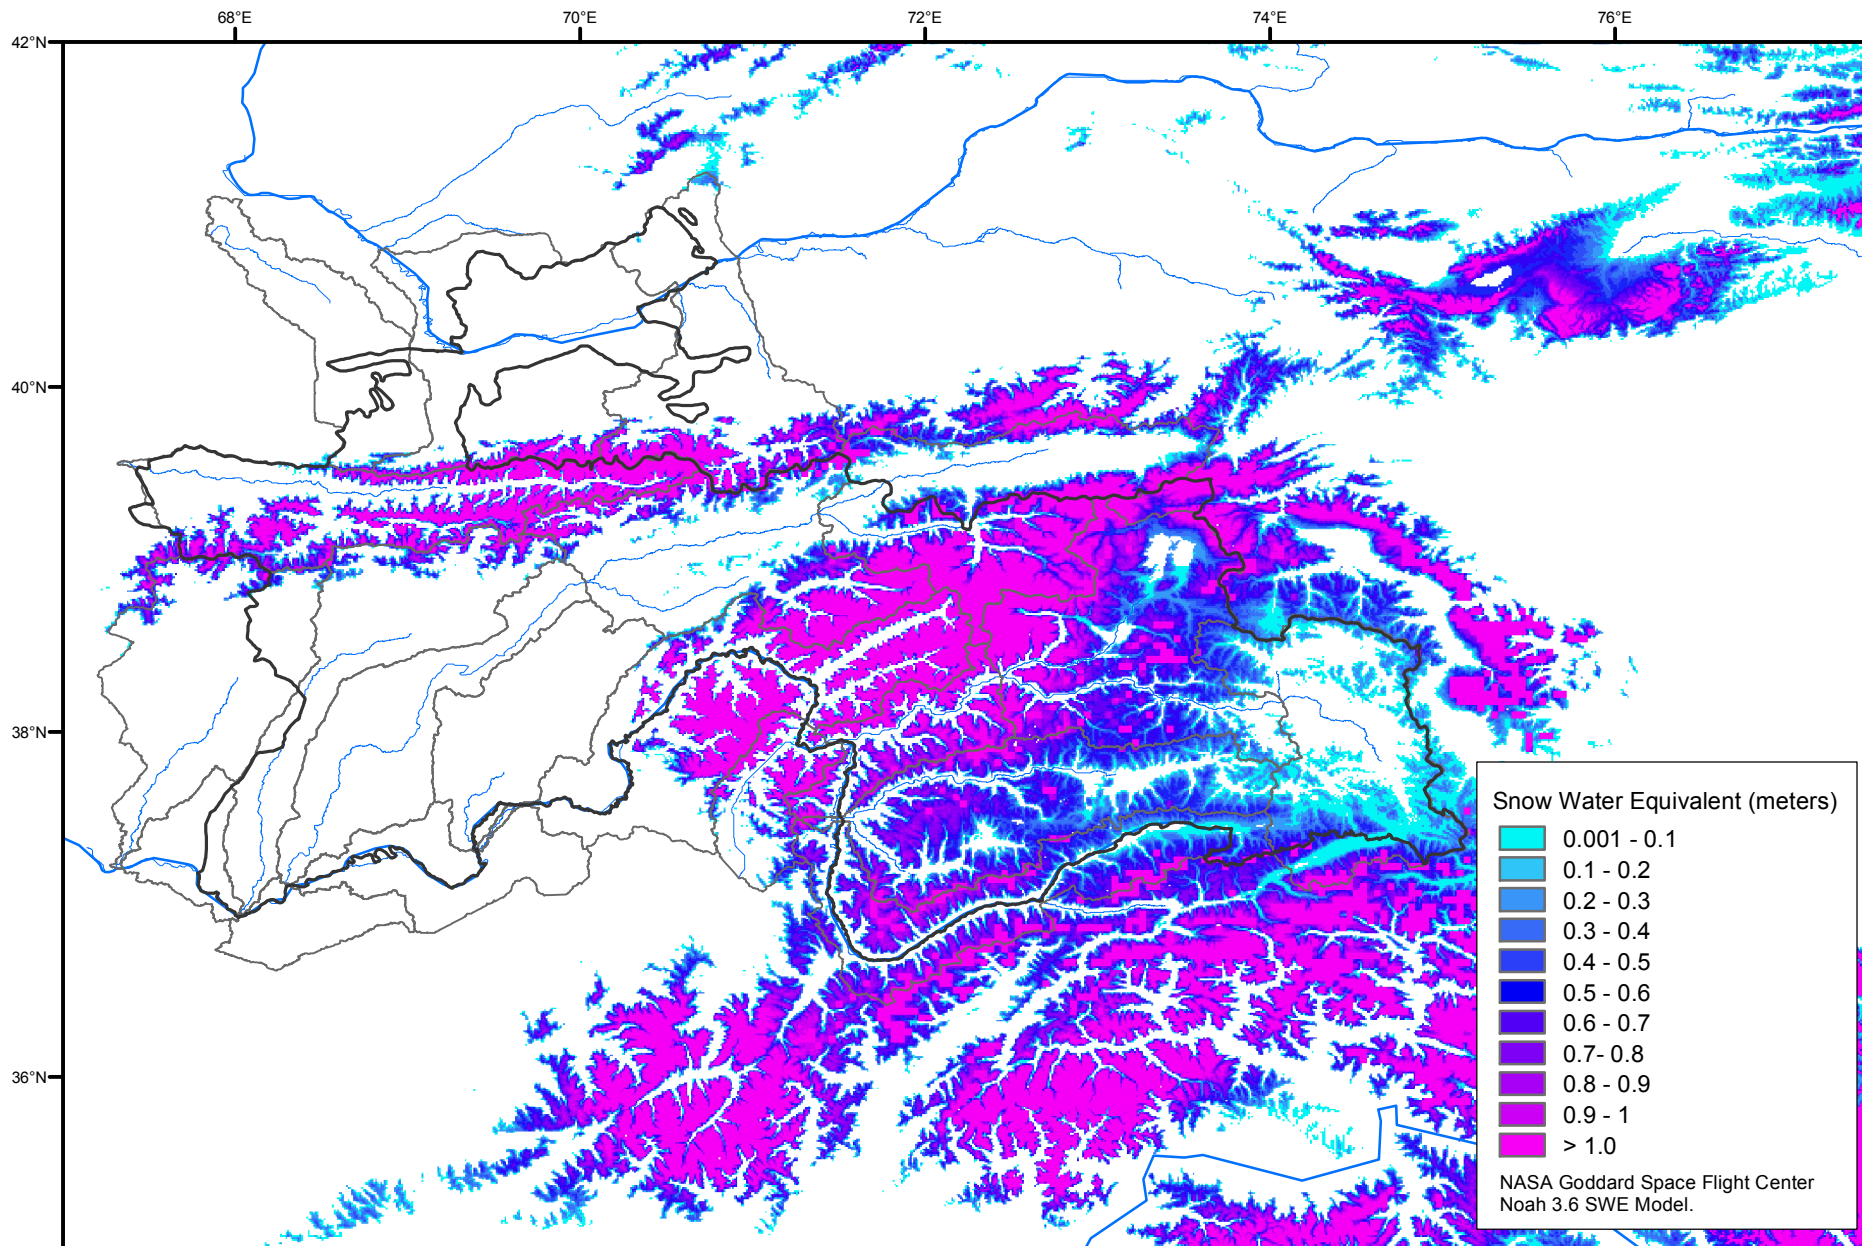 68°E
70°E
72°E
74°E
76°E
42°N
40°N
38°N
36°N
Snow Water Equivalent (meters)
0.001 - 0.1
0.1 - 0.2
0.2 - 0.3
0.3 - 0.4
0.4 - 0.5
0.5 - 0.6
0.6 - 0.7
0.7- 0.8
0.8 - 0.9
0.9 - 1
> 1.0
NASA Goddard Space Flight Center
Noah 3.6 SWE Model.